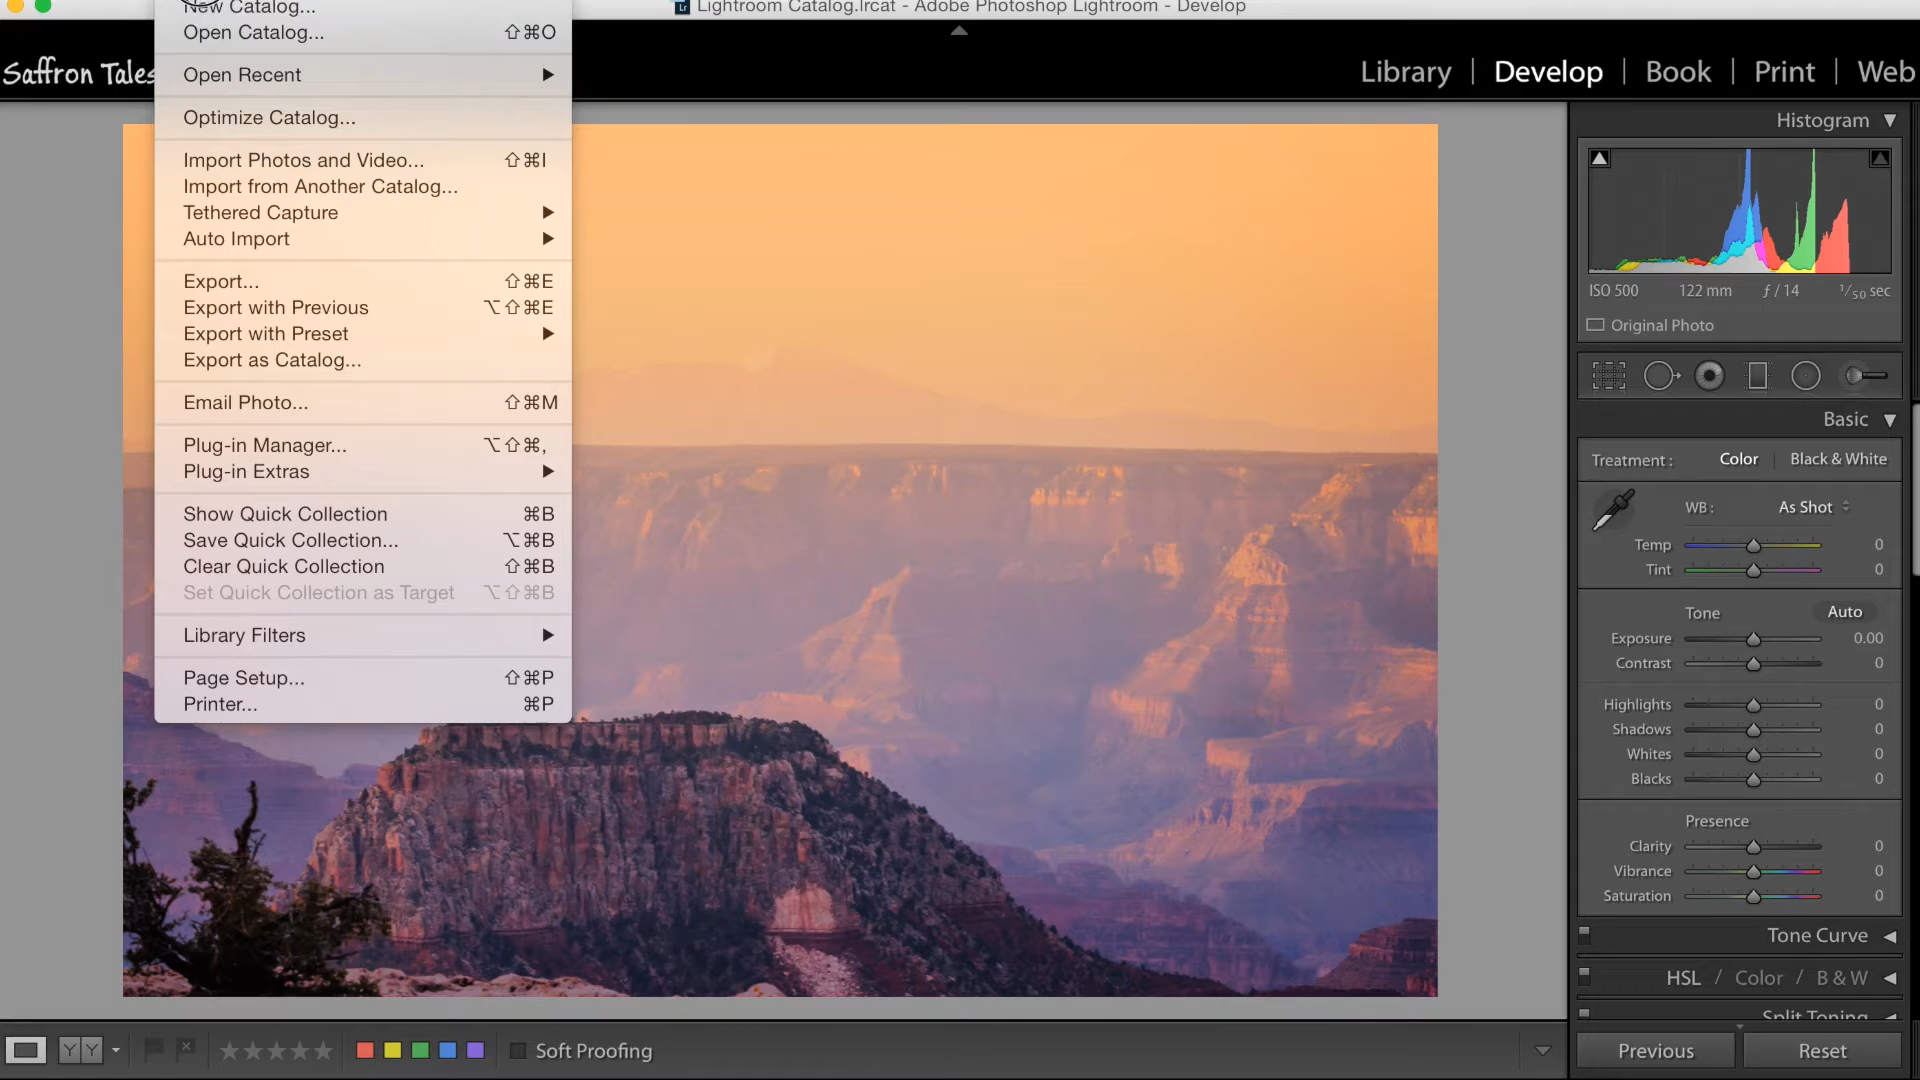 New Catalog...
Lightroom Catalog.lrcat - Adobe Photoshop Lightroom - Develop
Open Catalog... ⇧⌘O
Saffron Tales
Library | Develop | Book | Print | Web
Open Recent ▶
Optimize Catalog...
Import Photos and Video... ⇧⌘I
Import from Another Catalog...
Tethered Capture ▶
Auto Import ▶
Export... ⇧⌘E
Export with Previous ⌥⇧⌘E
Export with Preset ▶
Export as Catalog...
Email Photo... ⇧⌘M
Plug-in Manager... ⌥⇧⌘,
Plug-in Extras ▶
Show Quick Collection ⌘B
Save Quick Collection... ⌥⌘B
Clear Quick Collection ⇧⌘B
Set Quick Collection as Target ⌥⇧⌘B
Library Filters ▶
Page Setup... ⇧⌘P
Printer... ⌘P
Histogram ▼
ISO 500 122 mm ƒ / 14 1/50 sec
Original Photo
Basic ▼
Treatment : Color | Black & White
WB : As Shot
Temp 0
Tint 0
Tone Auto
Exposure 0.00
Contrast 0
Highlights 0
Shadows 0
Whites 0
Blacks 0
Presence
Clarity 0
Vibrance 0
Saturation 0
Tone Curve ◀
HSL / Color / B & W ◀
Split Toning
YY
Soft Proofing
Previous Reset